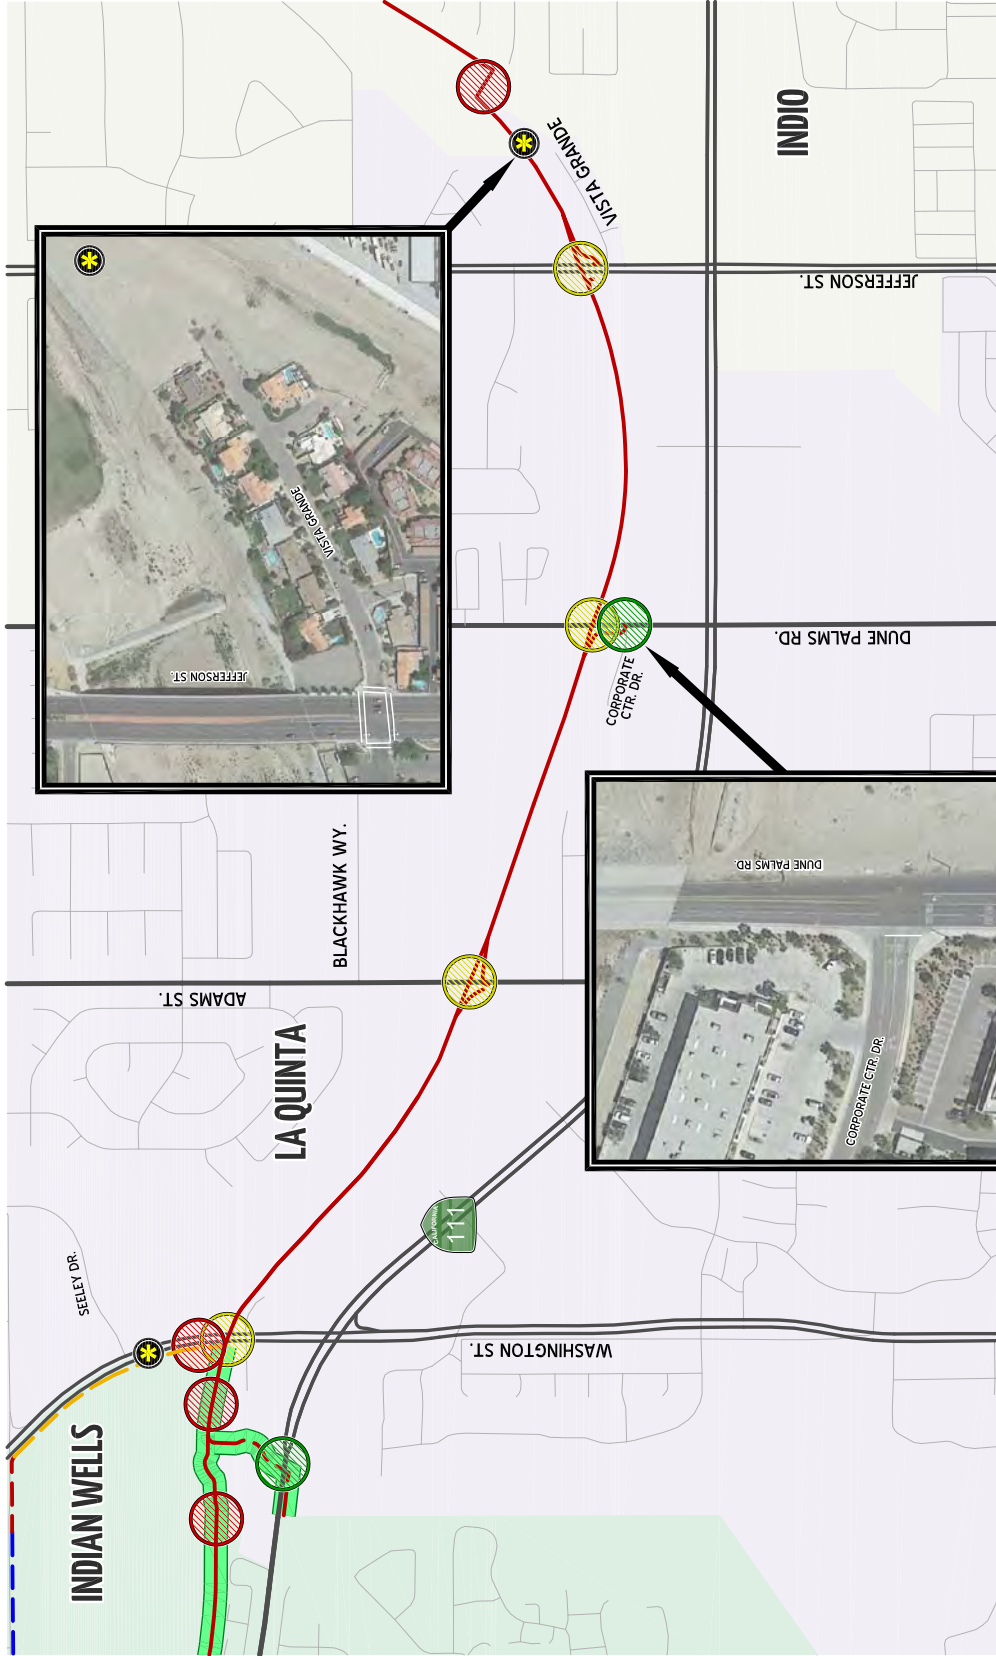 INDIO
VISTA GRANDE
JEFFERSON ST.
VISTA GRANDE
JEFFERSON ST.
DUNE PALMS RD.
CORPORATE
CTR. DR.
DUNE PALMS RD.
CORPORATE CTR. DR.
BLACKHAWK WY.
ADAMS ST.
LA QUINTA
CALIFORNIA
111
SEELEY DR.
WASHINGTON ST.
INDIAN WELLS